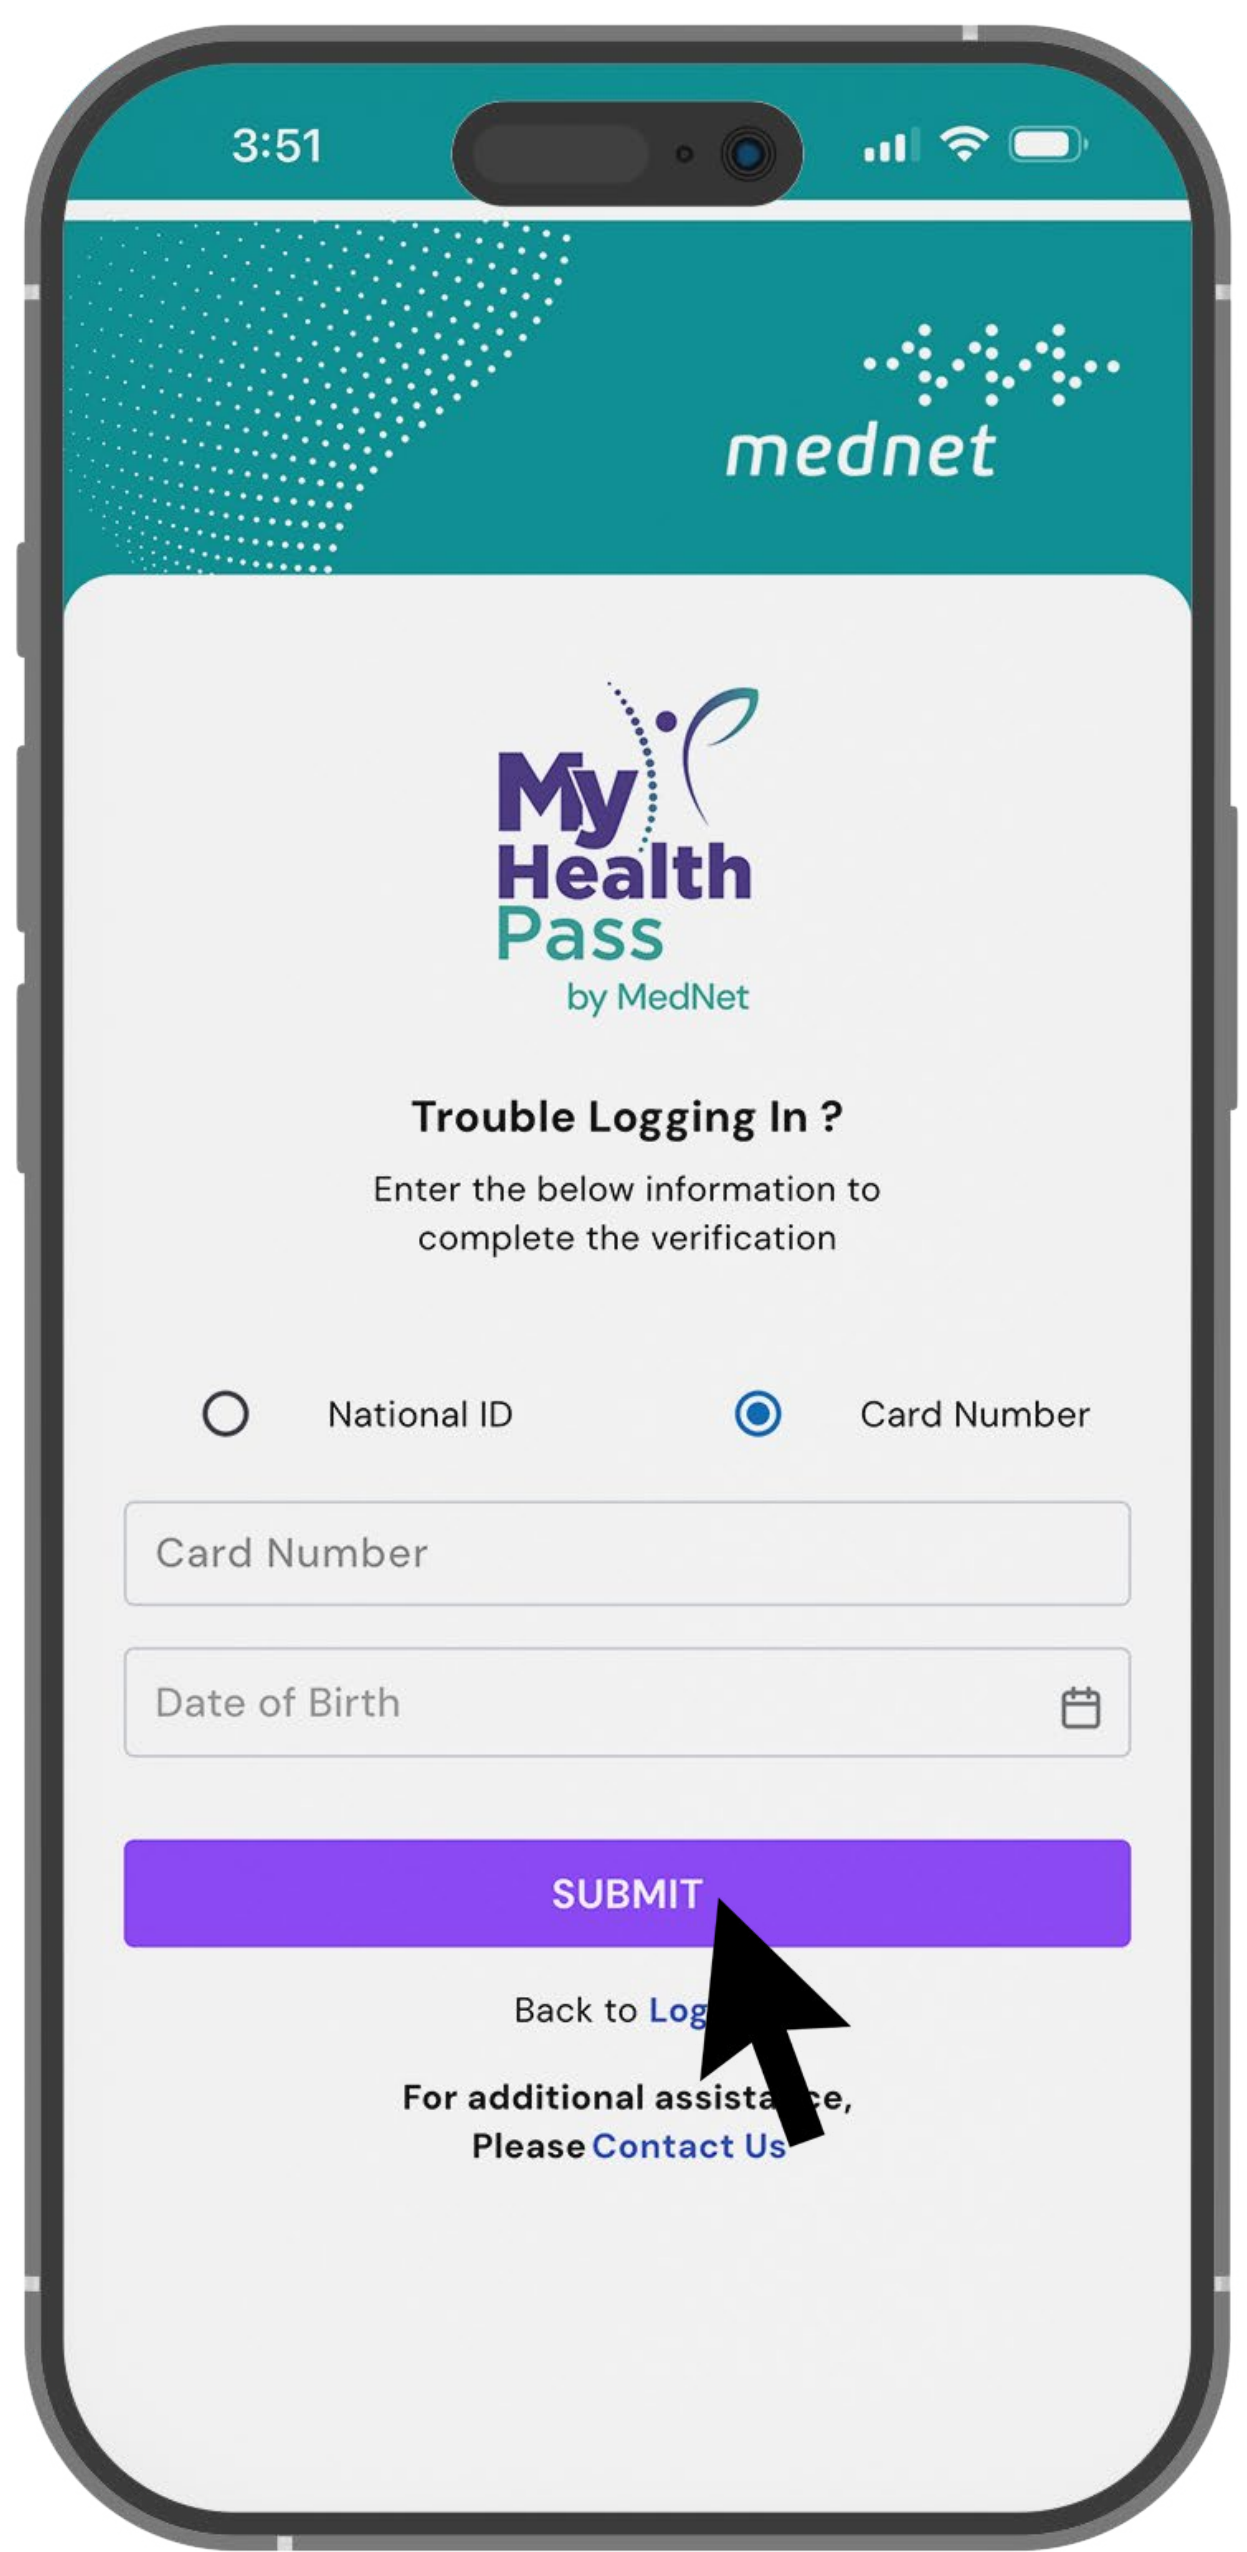 3:51
mednet
My
Health
Pass
by MedNet
Trouble Logging In ?
Enter the below information to
complete the verification
National ID
Card Number
Card Number
Date of Birth
SUBMIT
Back to
For additional
Please Contact Us